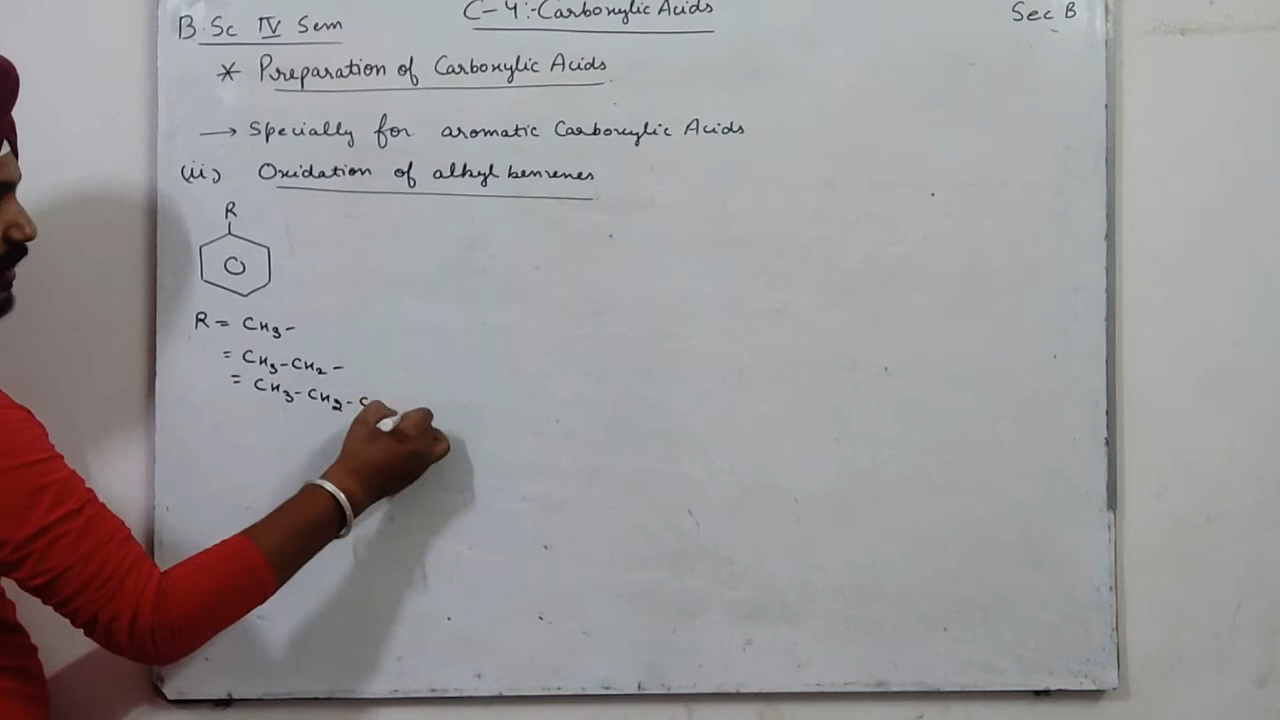 C-4:- Carboxylic Acids
B.Sc IV Sem
Sec B
* Preparation of Carboxylic Acids
→ Specially for aromatic Carboxylic Acids
(ii) Oxidation of alkyl benzenes
R
R = CH3-
= CH3-CH2-
= CH3-CH2-C